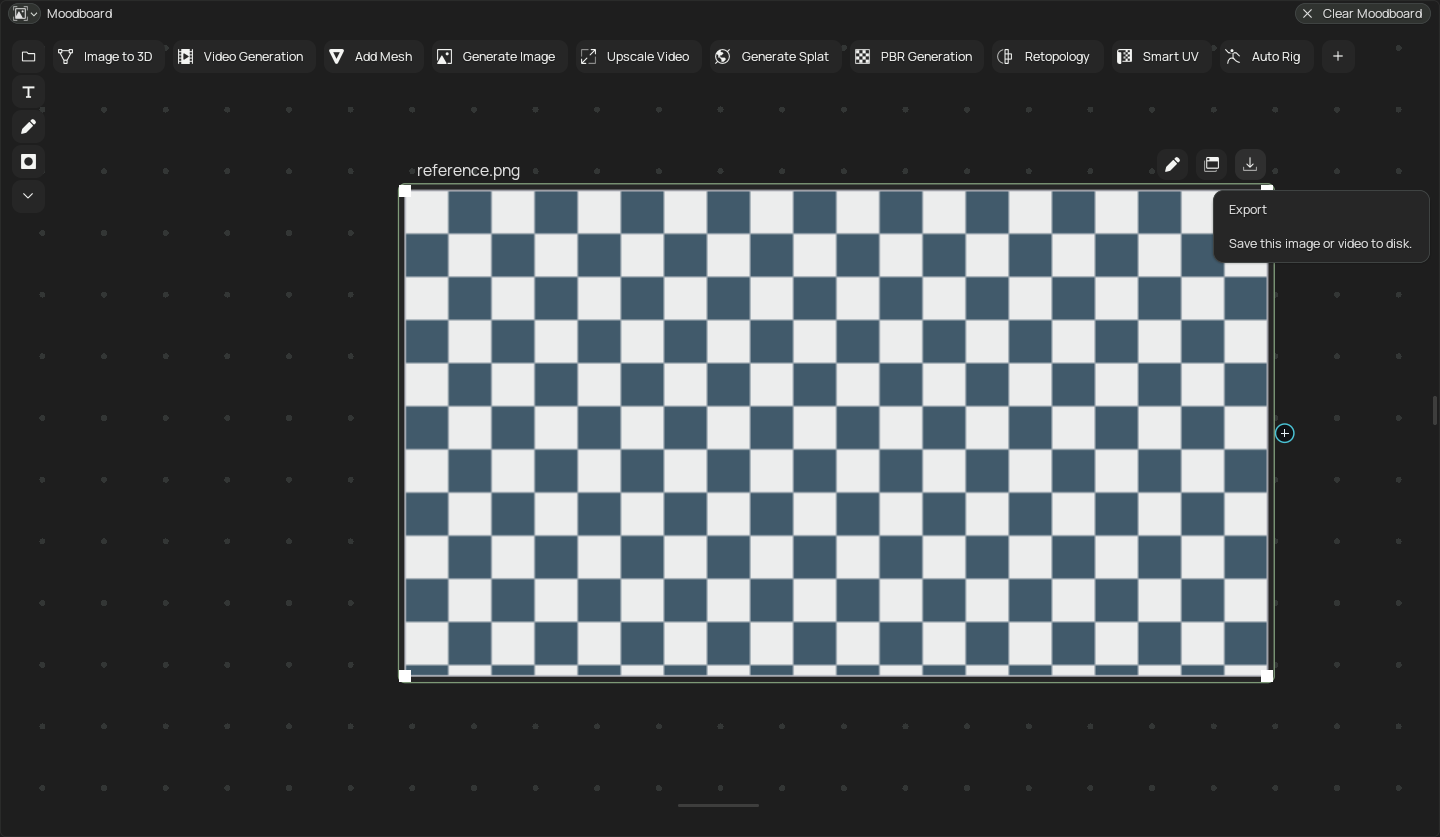 Moodboard
Clear Moodboard
Image to 3D
Video Generation
Add Mesh
Generate Image
Upscale Video
Generate Splat
PBR Generation
Retopology
Smart UV
Auto Rig
T
reference.png
Export
Save this image or video to disk.